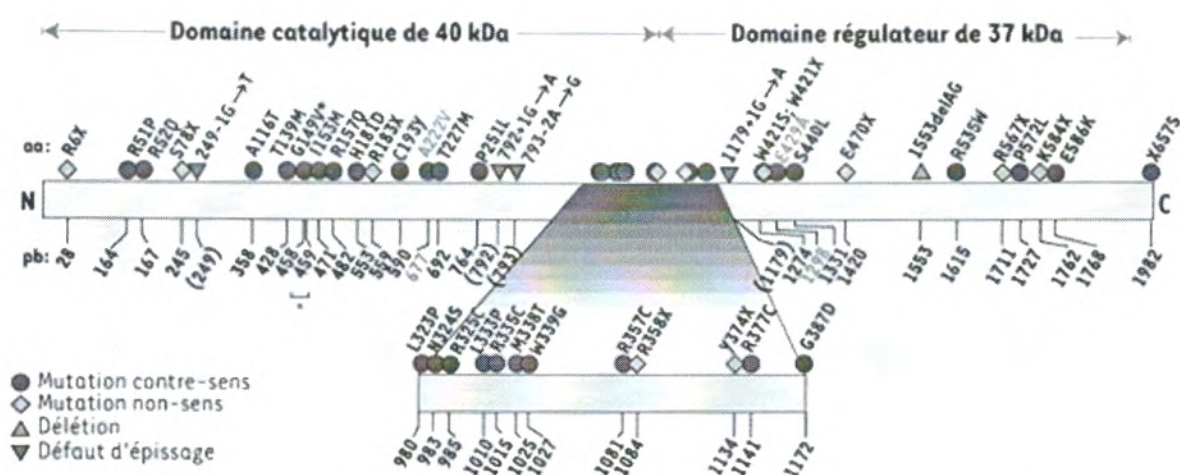 Domaine catalytique de 40 kDa
Domaine régulateur de 37 kDa
aa: R6X R51P R52Q S78X 249-1G→T A116T T139M G149V* I153M R157Q H181D R183X C193Y A222V T227M P251L 792+1G→A 793-2A→G 1179-1G→A W421S; W421X E429A S440L E470X 1553delAG R535W R567X P572L K584X E586K X657S
N C
pb: 28 164 167 245 (249) 358 428 458 459 471 482 553 559 590 677 692 764 (792) (793) (1179) 1274 1298 1331 1420 1553 1615 1711 1727 1762 1768 1982
*
L323P N324S R325C L333P R335C M338T W339G R357C R358X Y374X R377C G387D
980 983 985 1010 1015 1025 1027 1081 1084 1134 1141 1172
Mutation contre-sens
Mutation non-sens
Délétion
Défaut d'épissage